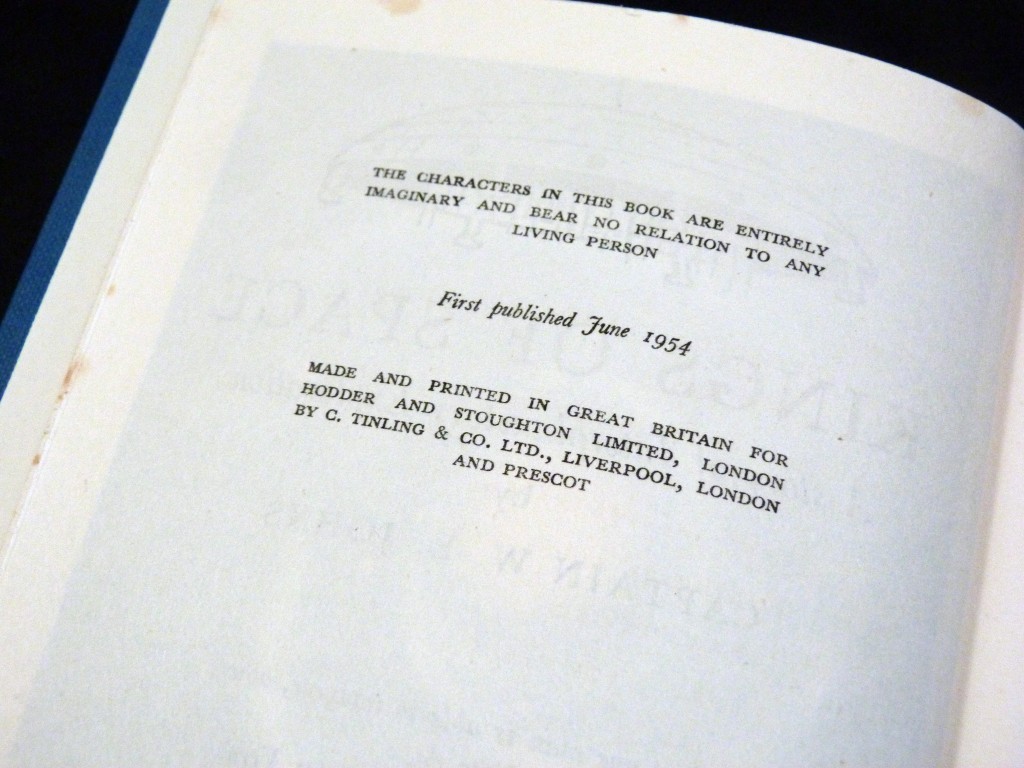 THE CHARACTERS IN THIS BOOK ARE ENTIRELY
IMAGINARY AND BEAR NO RELATION TO ANY
LIVING PERSON
First published June 1954
MADE AND PRINTED IN GREAT BRITAIN FOR
HODDER AND STOUGHTON LIMITED, LONDON
BY C. TINLING & CO. LTD., LIVERPOOL, LONDON
AND PRESCOT